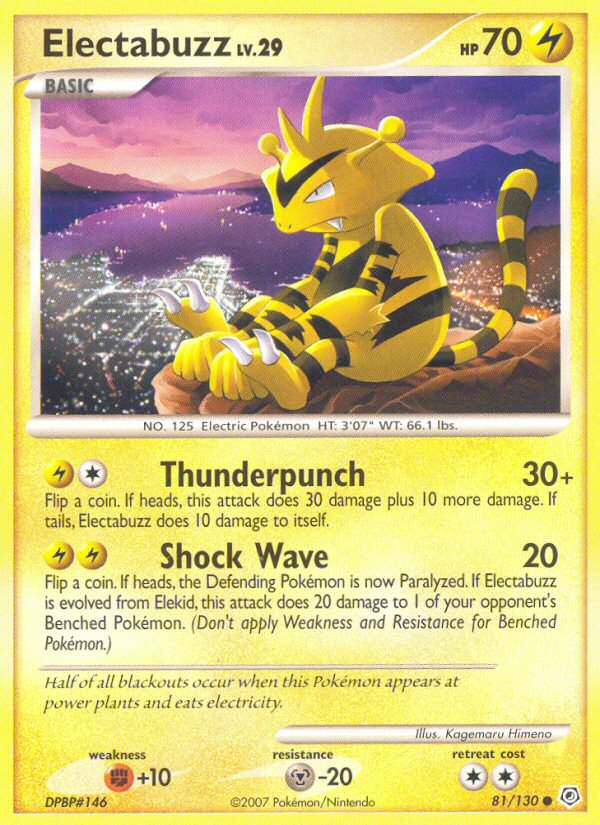 Electabuzz LV.29 HP 70
BASIC
NO. 125 Electric Pokémon HT: 3'07" WT: 66.1 lbs.
Thunderpunch 30+
Flip a coin. If heads, this attack does 30 damage plus 10 more damage. If
tails, Electabuzz does 10 damage to itself.
Shock Wave 20
Flip a coin. If heads, the Defending Pokémon is now Paralyzed. If Electabuzz
is evolved from Elekid, this attack does 20 damage to 1 of your opponent's
Benched Pokémon. (Don't apply Weakness and Resistance for Benched
Pokémon.)
Half of all blackouts occur when this Pokémon appears at
power plants and eats electricity.
Illus. Kagemaru Himeno
weakness resistance retreat cost
+10 -20
DPBP#146 ©2007 Pokémon/Nintendo 81/130